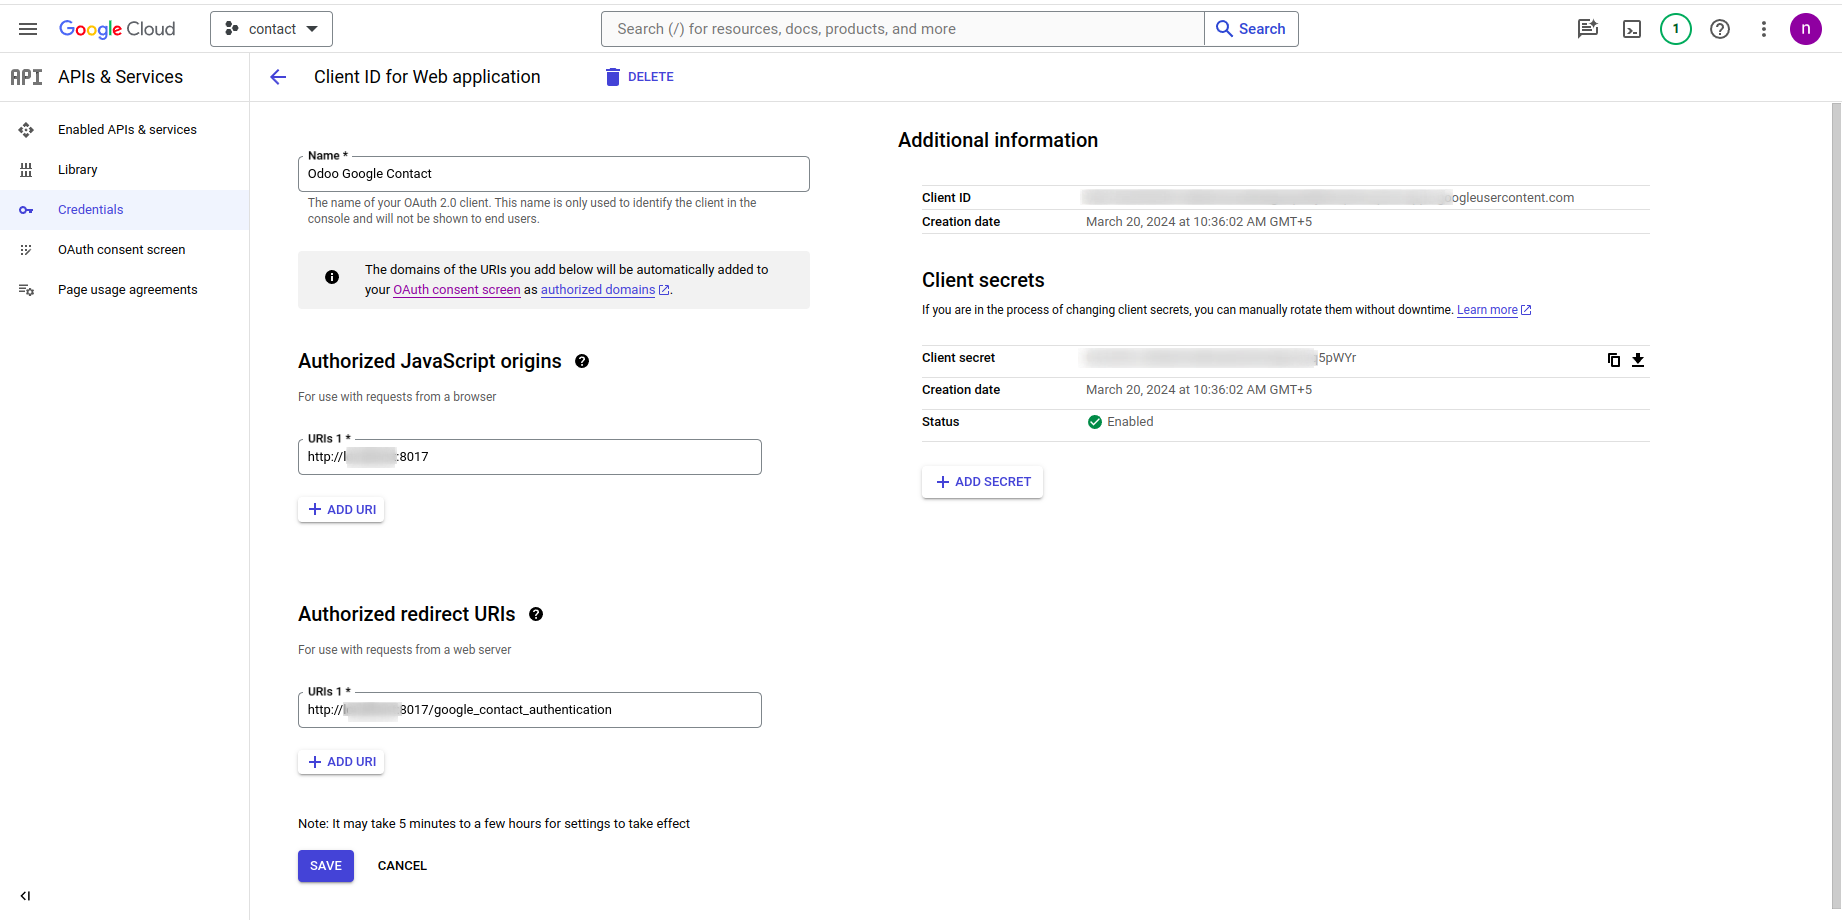 Google Cloud
contact
Search (/) for resources, docs, products, and more
Search
1
n
API APIs & Services
Client ID for Web application
DELETE
Enabled APIs & services
Library
Credentials
OAuth consent screen
Page usage agreements
Name *
Odoo Google Contact
The name of your OAuth 2.0 client. This name is only used to identify the client in the
console and will not be shown to end users.
The domains of the URIs you add below will be automatically added to
your OAuth consent screen as authorized domains.
Authorized JavaScript origins
For use with requests from a browser
URIs 1 *
http:// :8017
ADD URI
Authorized redirect URIs
For use with requests from a web server
URIs 1 *
http:// 8017/google_contact_authentication
ADD URI
Note: It may take 5 minutes to a few hours for settings to take effect
SAVE
CANCEL
Additional information
Client ID ogleusercontent.com
Creation date March 20, 2024 at 10:36:02 AM GMT+5
Client secrets
If you are in the process of changing client secrets, you can manually rotate them without downtime. Learn more
Client secret 5pWYr
Creation date March 20, 2024 at 10:36:02 AM GMT+5
Status Enabled
ADD SECRET